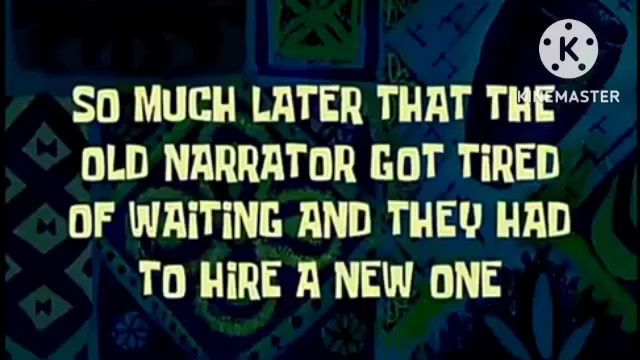 K
KINEMASTER
SO MUCH LATER THAT THE
OLD NARRATOR GOT TIRED
OF WAITING AND THEY HAD
TO HIRE A NEW ONE